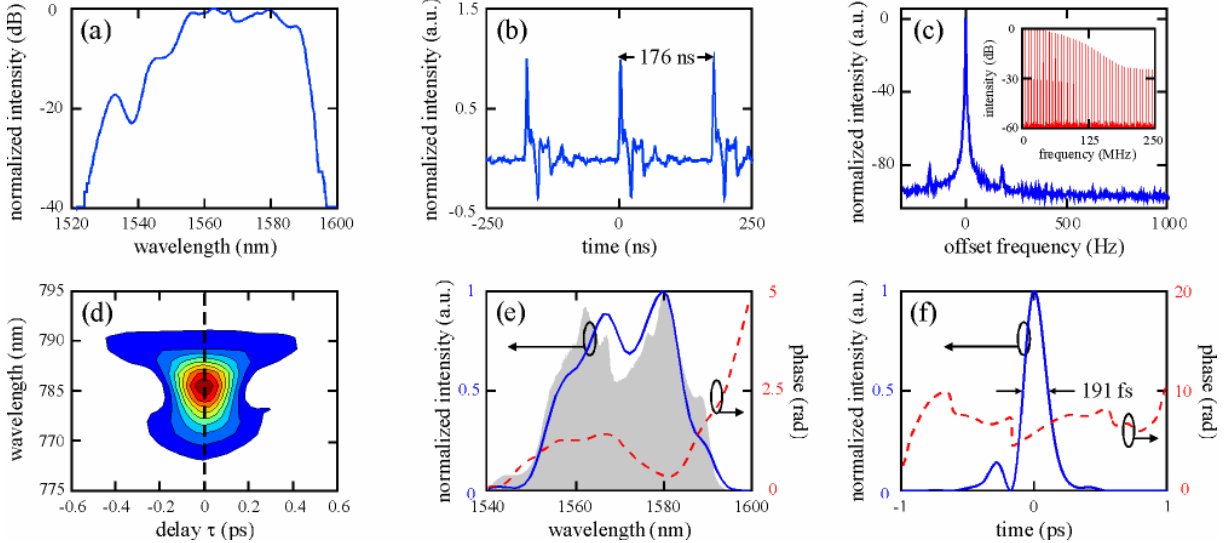 (a)
normalized intensity (dB)
0
-20
-40
1520
1540
1560
1580
1600
wavelength (nm)
(b)
normalized intensity (a.u.)
1.5
0.5
-0.5
176 ns
-250
0
250
time (ns)
(c)
normalized intensity (a.u.)
0
-40
-80
0
500
1000
offset frequency (Hz)
intensity (dB)
0
-30
-60
0
125
250
frequency (MHz)
(d)
wavelength (nm)
795
790
785
770
775
-0.6
-0.4
-0.2
0
0.2
0.4
0.6
delay τ (ps)
(e)
normalized intensity (a.u.)
1
0.5
0
1540
1560
1580
1600
wavelength (nm)
5
2.5
0
phase (rad)
(f)
normalized intensity (a.u.)
1
0.5
0
191 fs
-1
0
1
time (ps)
20
10
0
phase (rad)